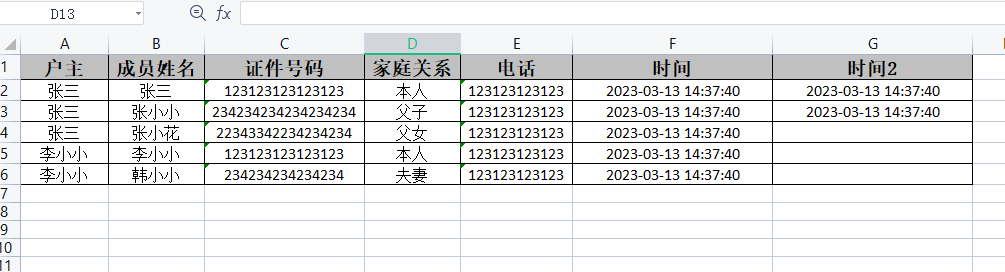 D13 fx
A B C D E F G
1 户主 成员姓名 证件号码 家庭关系 电话 时间 时间2
2 张三 张三 123123123123123 本人 123123123123 2023-03-13 14:37:40 2023-03-13 14:37:40
3 张三 张小小 234234234234234234 父子 123123123123 2023-03-13 14:37:40 2023-03-13 14:37:40
4 张三 张小花 22343342234234234 父女 123123123123 2023-03-13 14:37:40
5 李小小 李小小 123123123123123 本人 123123123123 2023-03-13 14:37:40
6 李小小 韩小小 234234234234234 夫妻 123123123123 2023-03-13 14:37:40
7
8
9
10
11